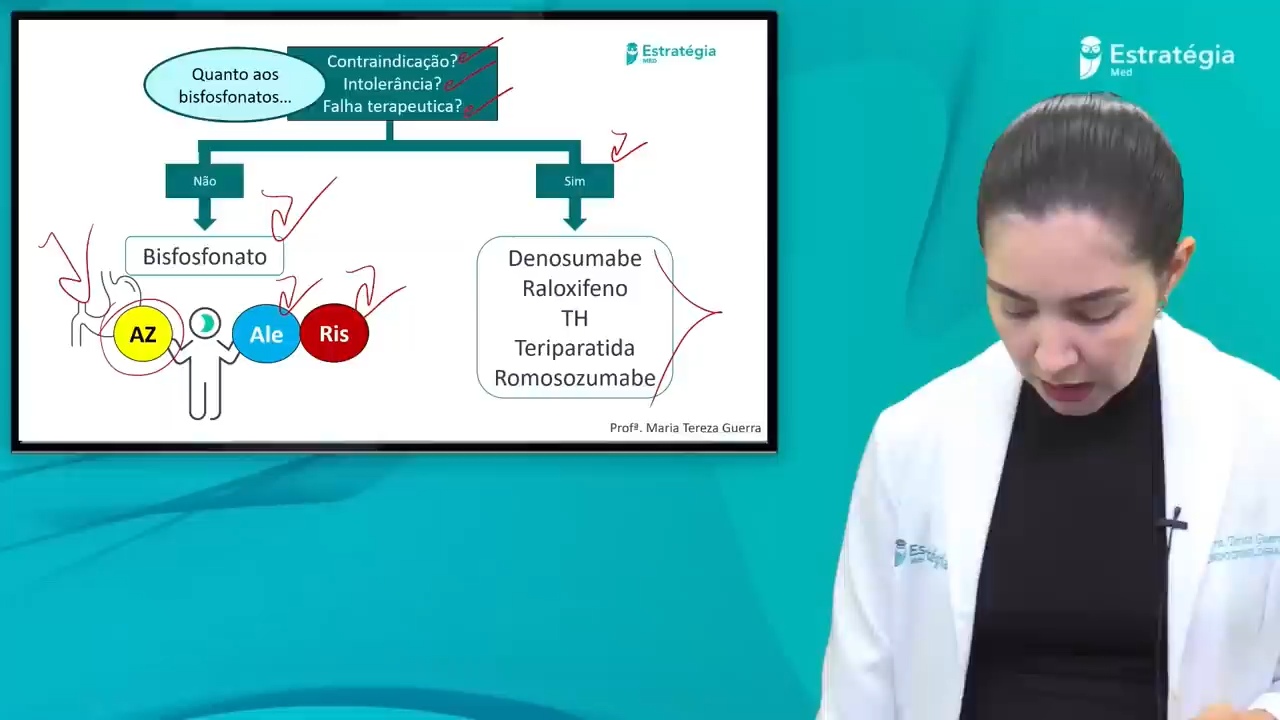 Quanto aos
bisfosfonatos...
Contraindicação?
Intolerância?
Falha terapeutica?
Estratégia
MED
Estratégia
Med
Não
Sim
Bisfosfonato
AZ
Ale
Ris
Denosumabe
Raloxifeno
TH
Teriparatida
Romosozumabe
Profª. Maria Tereza Guerra
Estratégia